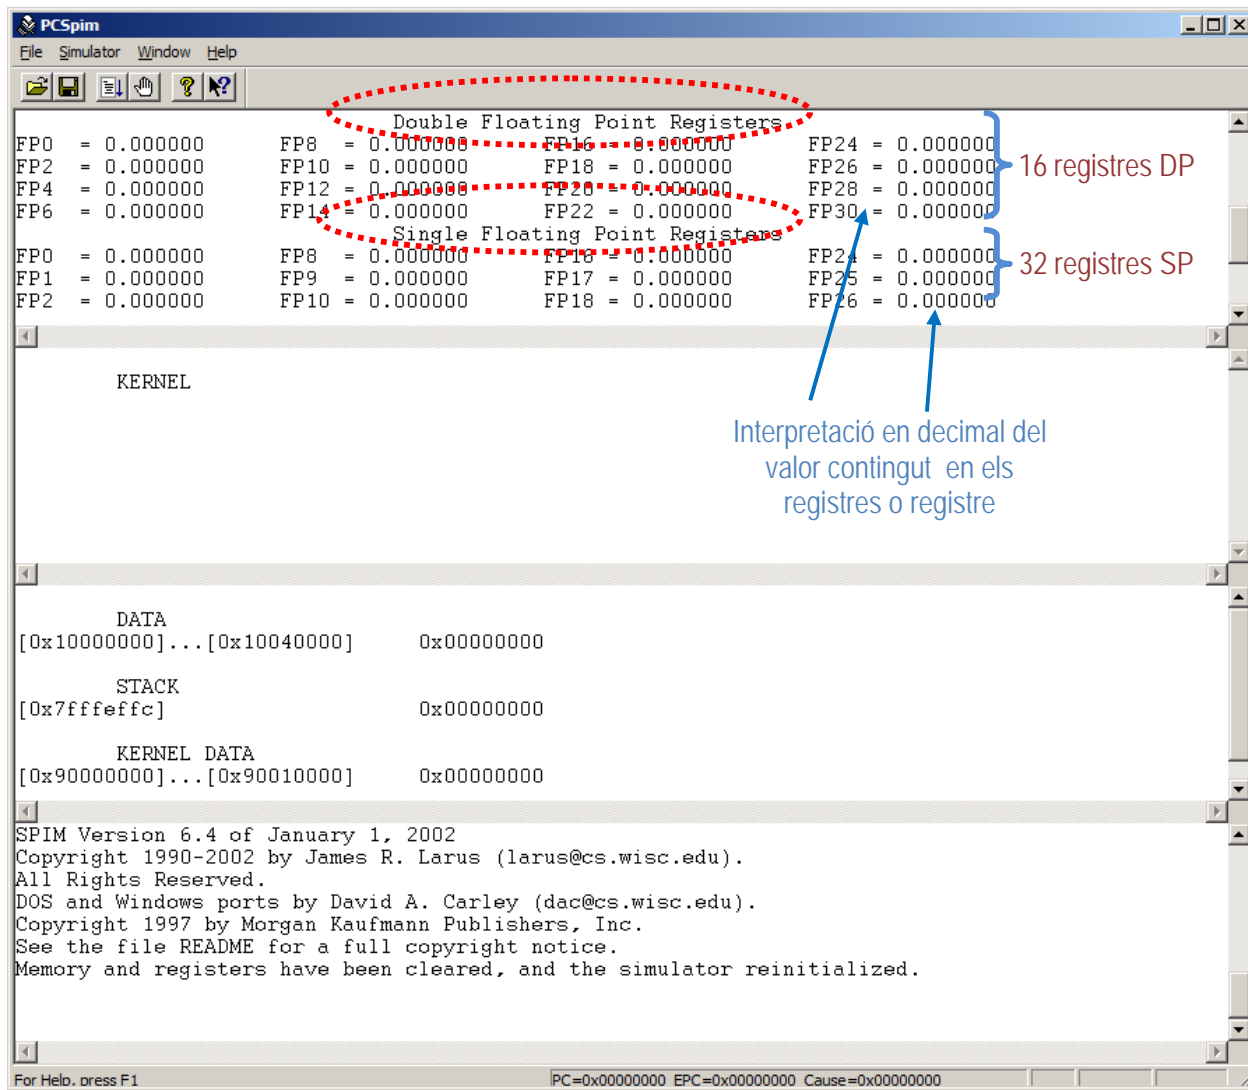 PCSpim
File Simulator Window Help
Double Floating Point Registers
FP0 = 0.000000 FP8 = 0.000000 FP16 = 0.000000 FP24 = 0.000000
FP2 = 0.000000 FP10 = 0.000000 FP18 = 0.000000 FP26 = 0.000000
16 registres DP
FP4 = 0.000000 FP12 = 0.000000 FP20 = 0.000000 FP28 = 0.000000
FP6 = 0.000000 FP14 = 0.000000 FP22 = 0.000000 FP30 = 0.000000
Single Floating Point Registers
FP0 = 0.000000 FP8 = 0.000000 FP16 = 0.000000 FP24 = 0.000000
32 registres SP
FP1 = 0.000000 FP9 = 0.000000 FP17 = 0.000000 FP25 = 0.000000
FP2 = 0.000000 FP10 = 0.000000 FP18 = 0.000000 FP26 = 0.000000
KERNEL
Interpretació en decimal del
valor contingut en els
registres o registre
DATA
[0x10000000]...[0x10040000] 0x00000000
STACK
[0x7fffeffc] 0x00000000
KERNEL DATA
[0x90000000]...[0x90010000] 0x00000000
SPIM Version 6.4 of January 1, 2002
Copyright 1990-2002 by James R. Larus (larus@cs.wisc.edu).
All Rights Reserved.
DOS and Windows ports by David A. Carley (dac@cs.wisc.edu).
Copyright 1997 by Morgan Kaufmann Publishers, Inc.
See the file README for a full copyright notice.
Memory and registers have been cleared, and the simulator reinitialized.
For Help, press F1
PC=0x00000000 EPC=0x00000000 Cause=0x00000000